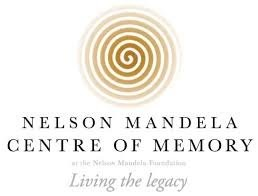 NELSON MANDELA
CENTRE OF MEMORY
at the Nelson Mandela Foundation
Living the legacy